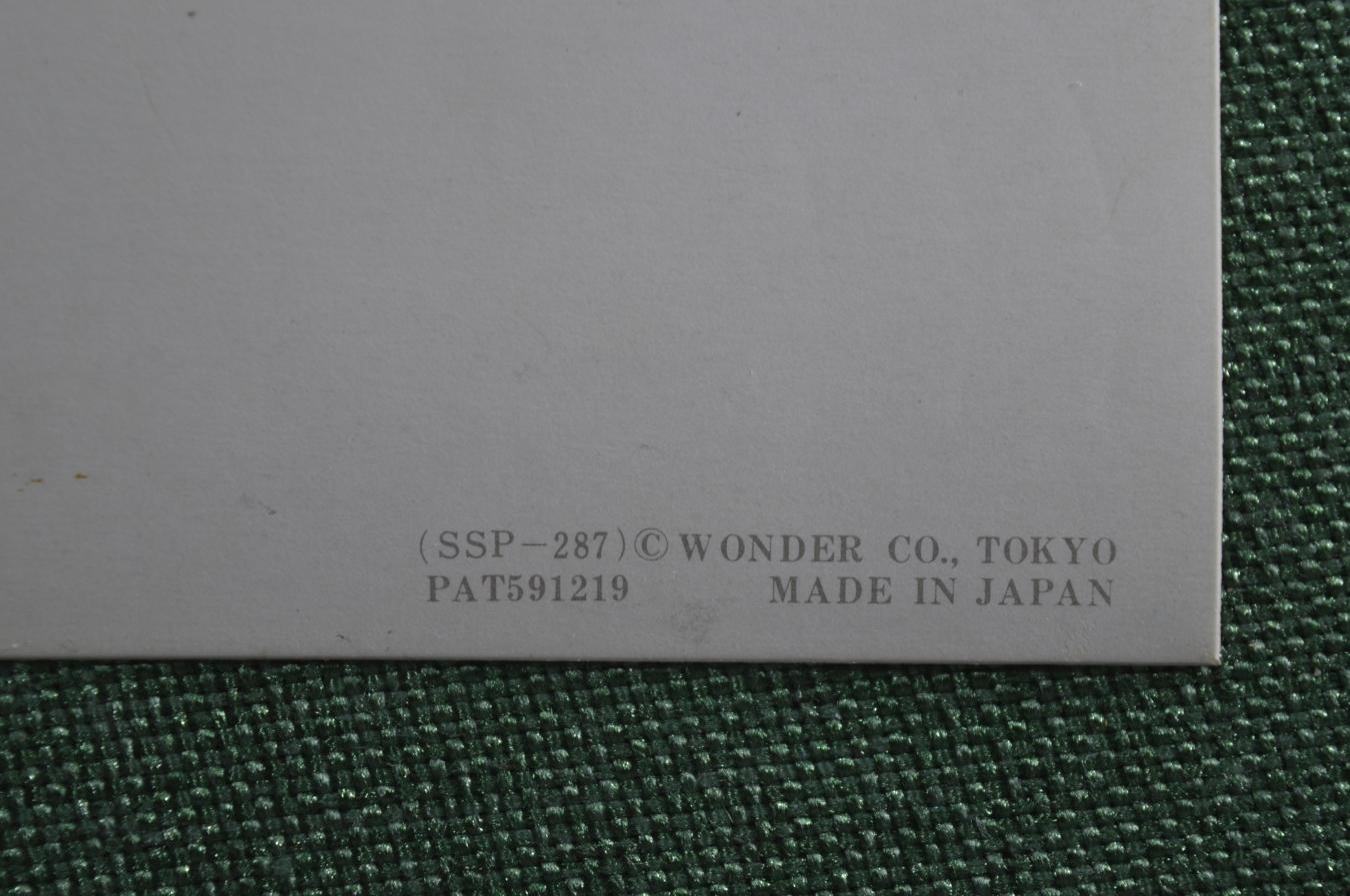 (SSP-287)© WONDER CO., TOKYO
PAT591219 MADE IN JAPAN